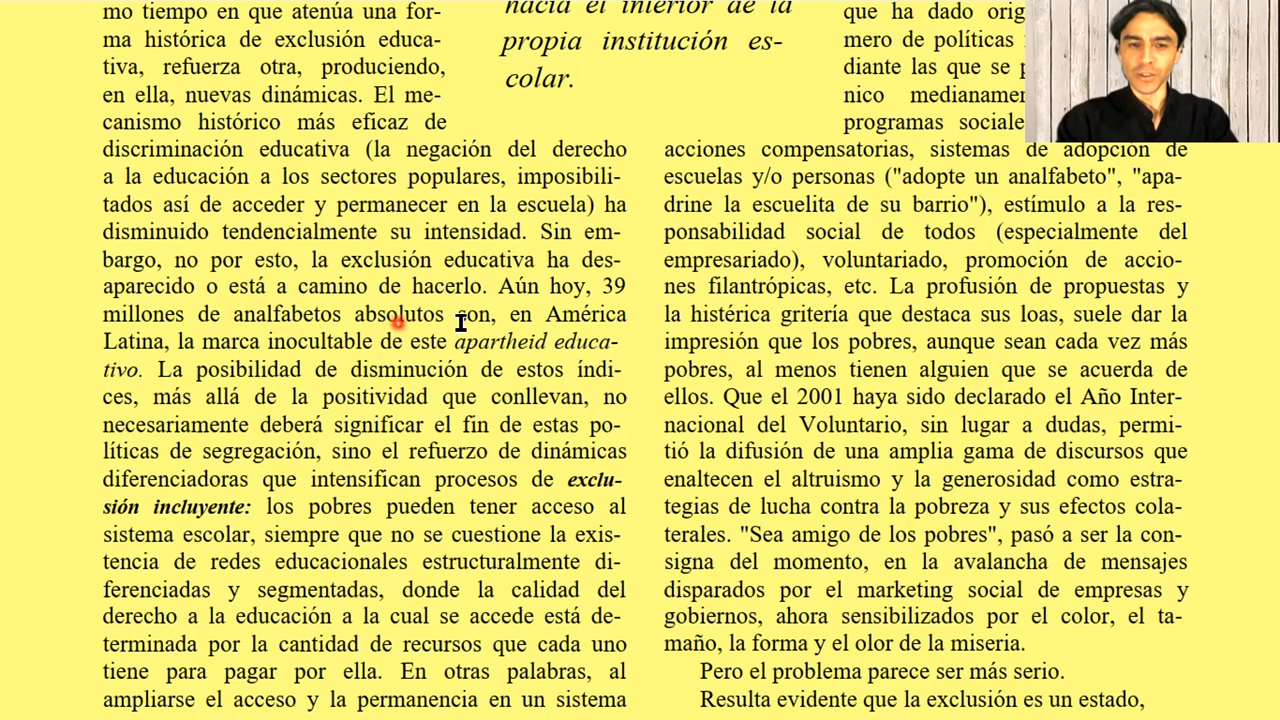 mo tiempo en que atenúa una for-
ma histórica de exclusión educa-
tiva, refuerza otra, produciendo,
en ella, nuevas dinámicas. El me-
canismo histórico más eficaz de
discriminación educativa (la negación del derecho
a la educación a los sectores populares, imposibili-
tados así de acceder y permanecer en la escuela) ha
disminuido tendencialmente su intensidad. Sin em-
bargo, no por esto, la exclusión educativa ha des-
aparecido o está a camino de hacerlo. Aún hoy, 39
millones de analfabetos absolutos son, en América
Latina, la marca inocultable de este apartheid educa-
tivo. La posibilidad de disminución de estos índi-
ces, más allá de la positividad que conllevan, no
necesariamente deberá significar el fin de estas po-
líticas de segregación, sino el refuerzo de dinámicas
diferenciadoras que intensifican procesos de exclu-
sión incluyente: los pobres pueden tener acceso al
sistema escolar, siempre que no se cuestione la exis-
tencia de redes educacionales estructuralmente di-
ferenciadas y segmentadas, donde la calidad del
derecho a la educación a la cual se accede está de-
terminada por la cantidad de recursos que cada uno
tiene para pagar por ella. En otras palabras, al
ampliarse el acceso y la permanencia en un sistema
hacia el interior de la
propia institución es-
colar.
que ha dado orig
mero de políticas
diante las que se
nico medianamen
programas sociale
acciones compensatorias, sistemas de adopción de
escuelas y/o personas ("adopte un analfabeto", "apa-
drine la escuelita de su barrio"), estímulo a la res-
ponsabilidad social de todos (especialmente del
empresariado), voluntariado, promoción de accio-
nes filantrópicas, etc. La profusión de propuestas y
la histérica gritería que destaca sus loas, suele dar la
impresión que los pobres, aunque sean cada vez más
pobres, al menos tienen alguien que se acuerda de
ellos. Que el 2001 haya sido declarado el Año Inter-
nacional del Voluntario, sin lugar a dudas, permi-
tió la difusión de una amplia gama de discursos que
enaltecen el altruismo y la generosidad como estra-
tegias de lucha contra la pobreza y sus efectos cola-
terales. "Sea amigo de los pobres", pasó a ser la con-
signa del momento, en la avalancha de mensajes
disparados por el marketing social de empresas y
gobiernos, ahora sensibilizados por el color, el ta-
maño, la forma y el olor de la miseria.
Pero el problema parece ser más serio.
Resulta evidente que la exclusión es un estado,